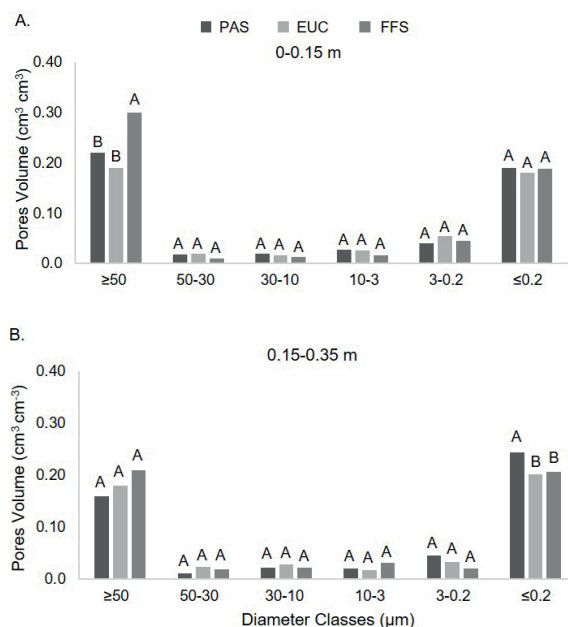 A.
PAS EUC FFS
0-0.15 m
Pores Volume (cm³ cm³)
0.40
0.30
0.20
0.10
0.0
B B A
A A A
A A A
A A A
A A A
A A A
≥50 50-30 30-10 10-3 3-0.2 ≤0.2
B.
0.15-0.35 m
Pores Volume (cm³ cm⁻³)
0.40
0.30
0.20
0.10
0.0
A A A
A A A
A A A
A A A
A A A
A B B
≥50 50-30 30-10 10-3 3-0.2 ≤0.2
Diameter Classes (µm)